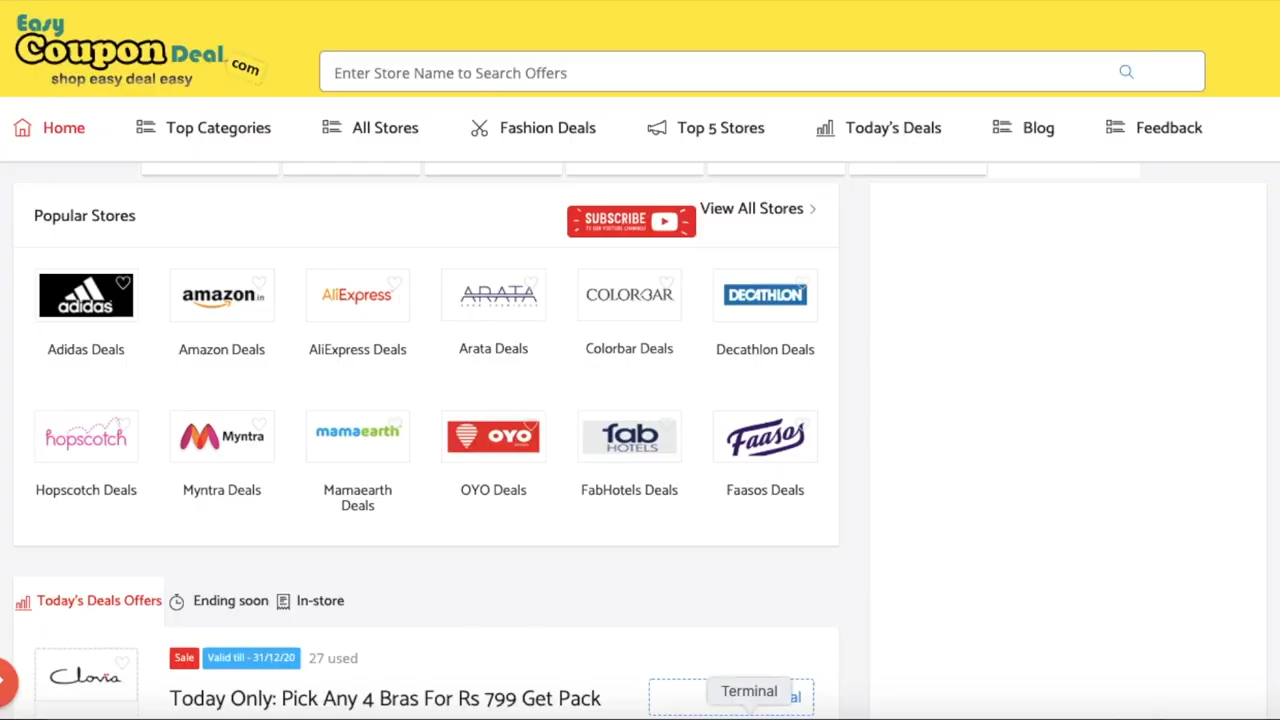 Easy
Coupon Deal .com
shop easy deal easy
Enter Store Name to Search Offers
Home Top Categories All Stores Fashion Deals Top 5 Stores Today's Deals Blog Feedback
Popular Stores
SUBSCRIBE
TO OUR YOUTUBE CHANNEL!
View All Stores
adidas amazon.in AliExpress ARATA COLORBAR DECATHLON
Adidas Deals Amazon Deals AliExpress Deals Arata Deals Colorbar Deals Decathlon Deals
hopscotch Myntra mamaearth OYO fab HOTELS Faasos
Hopscotch Deals Myntra Deals Mamaearth Deals OYO Deals FabHotels Deals Faasos Deals
Today's Deals Offers Ending soon In-store
Clovia
Sale Valid till - 31/12/20 27 used
Today Only: Pick Any 4 Bras For Rs 799 Get Pack
Terminal